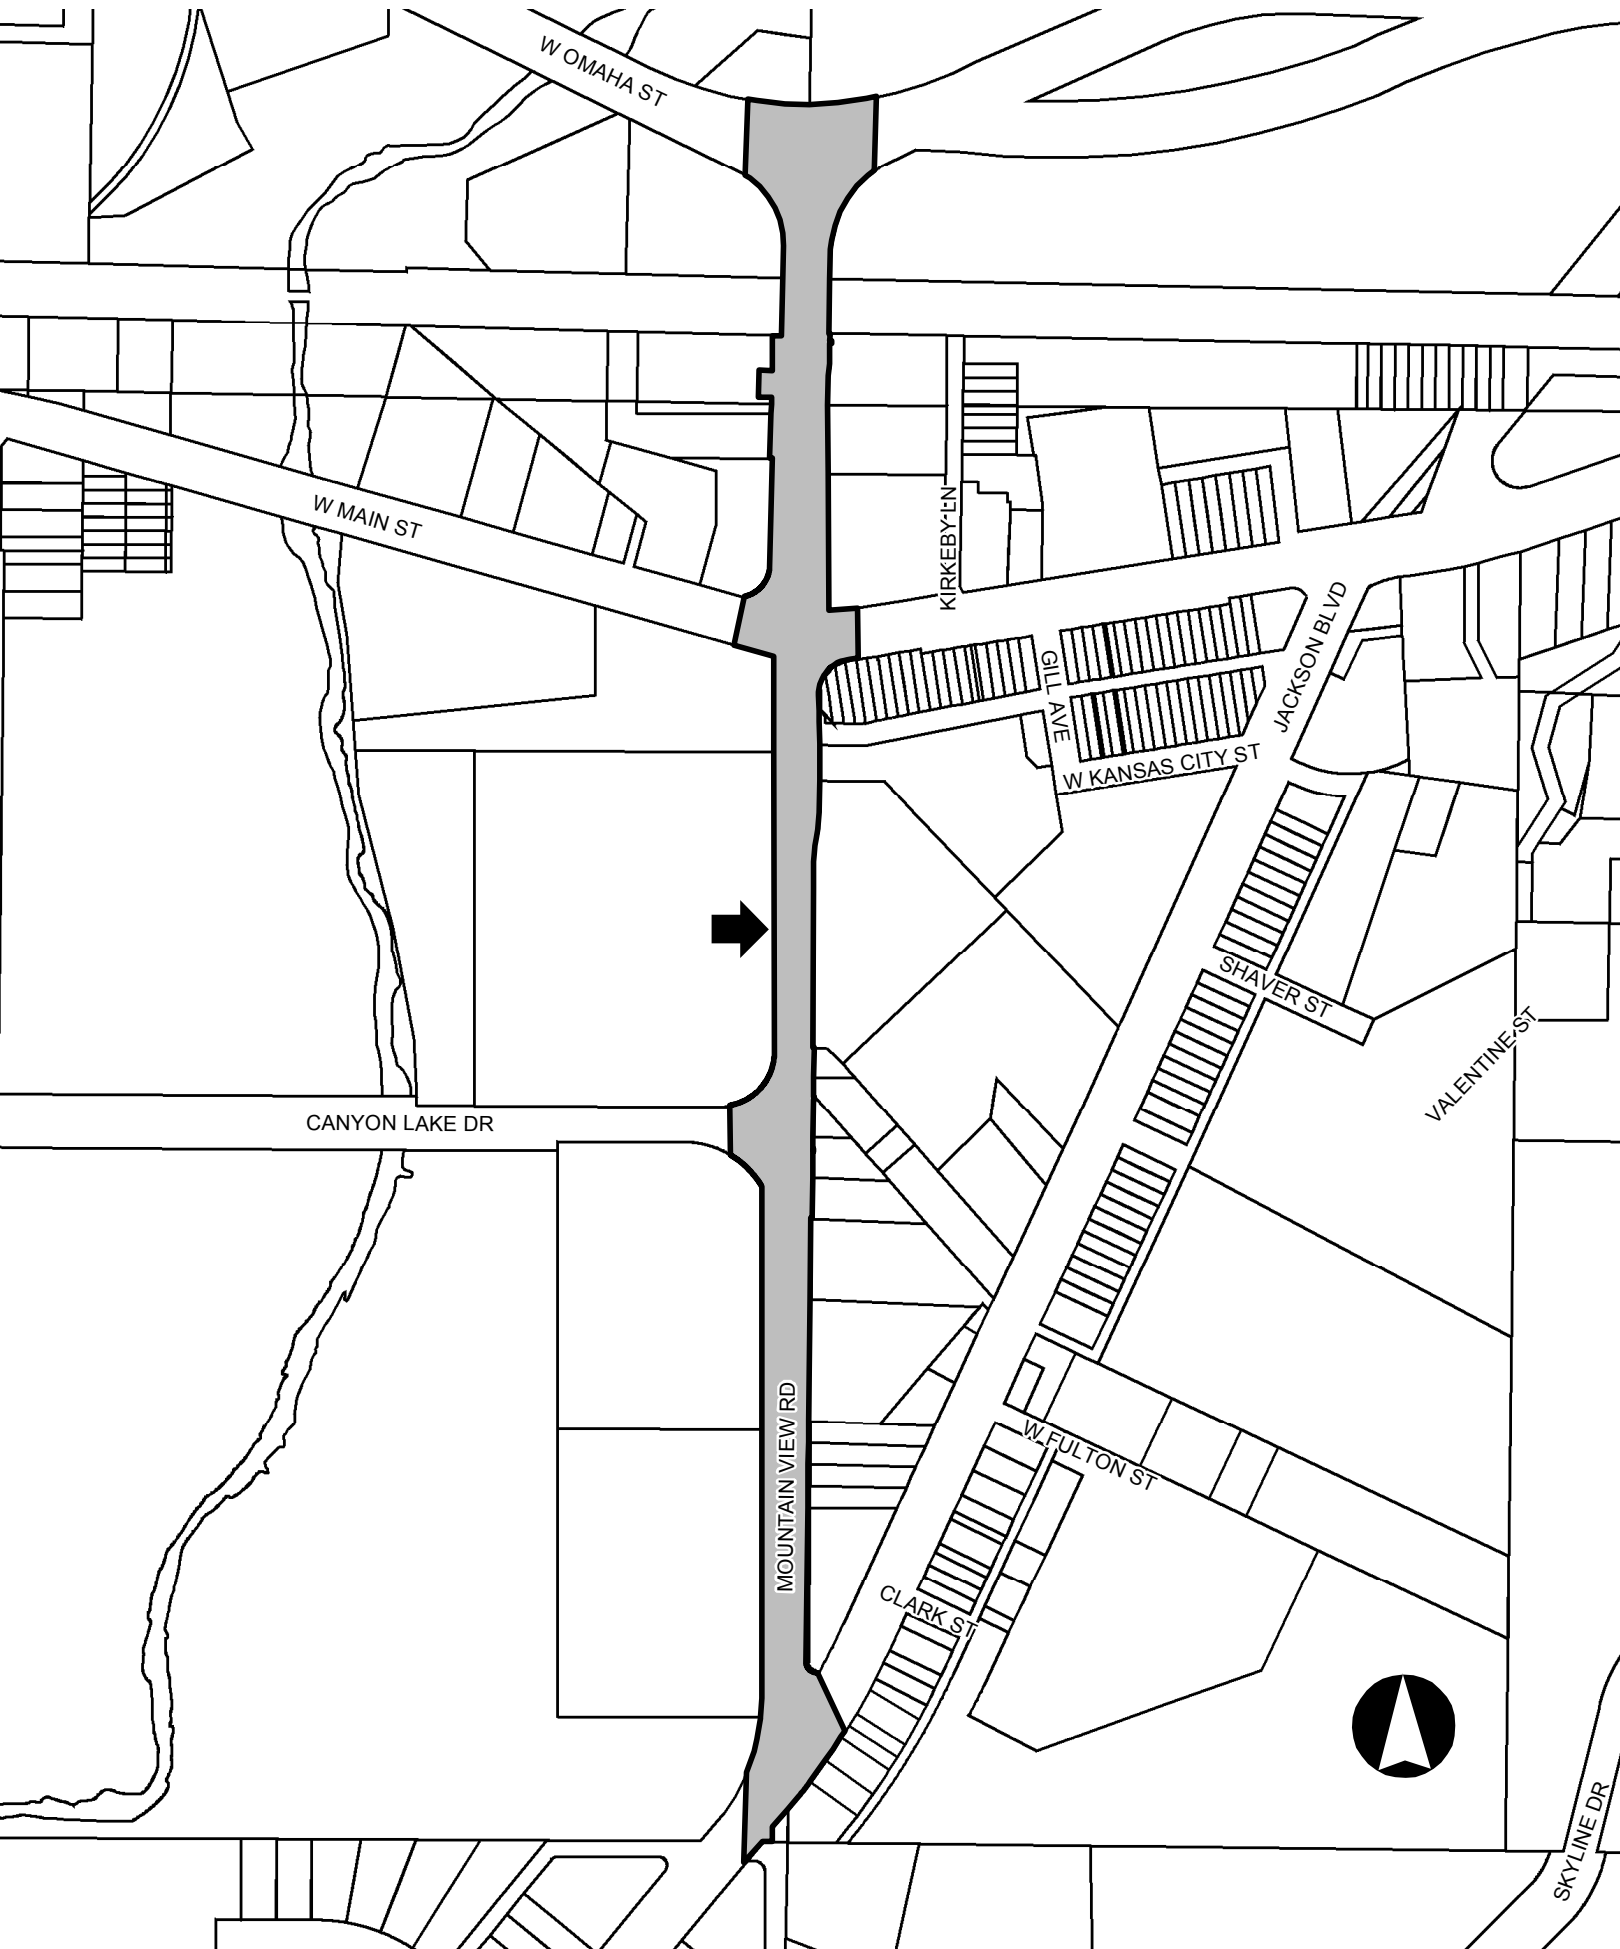 W OMAHA ST
W MAIN ST
KIRKEBY LN
JACKSON BLVD
GILL AVE
W KANSAS CITY ST
SHAVER ST
VALENTINE ST
CANYON LAKE DR
MOUNTAIN VIEW RD
W FULTON ST
CLARK ST
SKYLINE DR